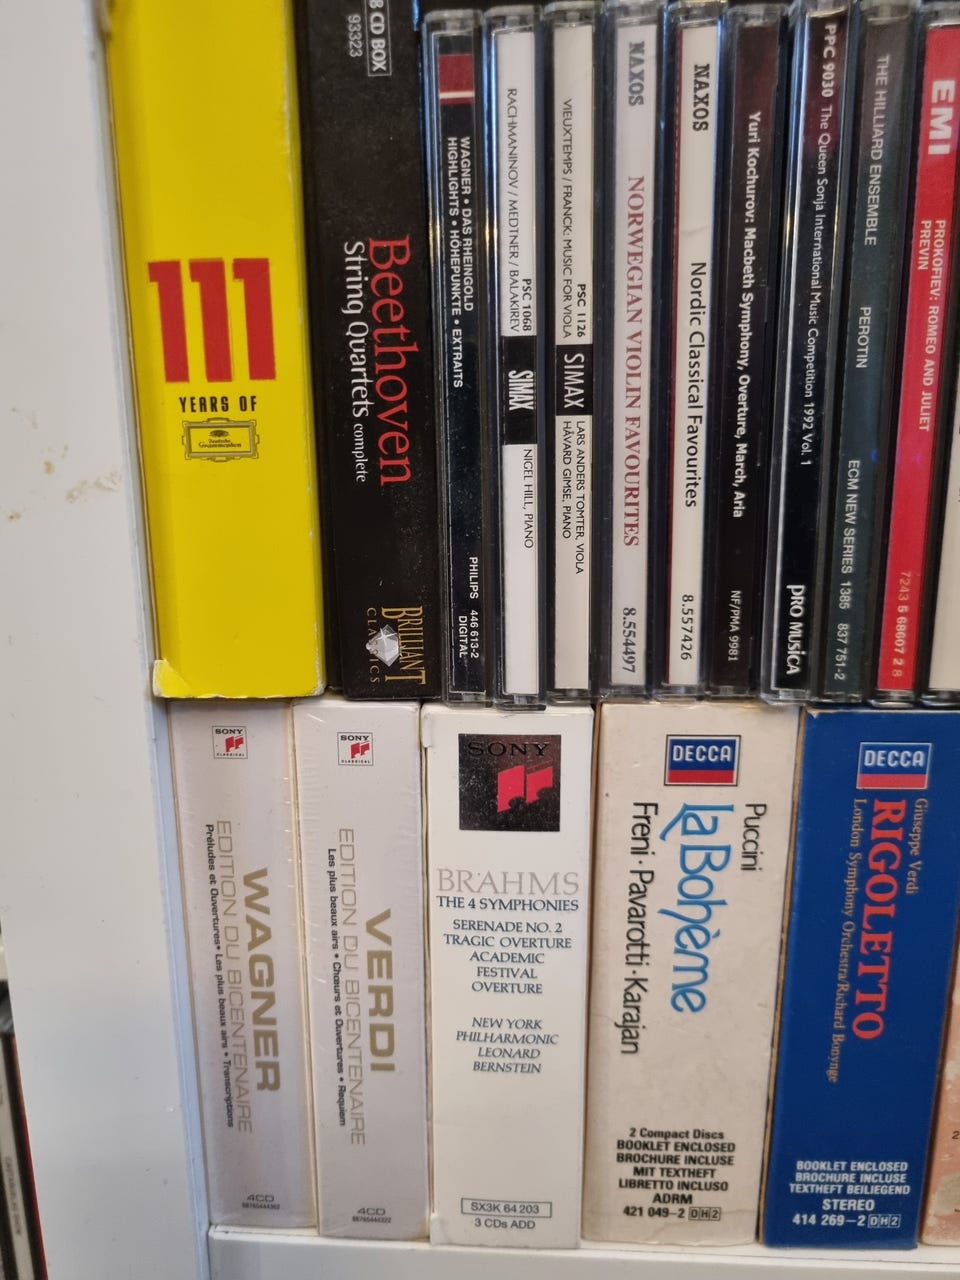 111
YEARS OF
Deutsche
Grammophon
8 CD BOX
93323
Beethoven
String Quartets complete
BRILLIANT
CLASSICS
WAGNER • DAS RHEINGOLD
HIGHLIGHTS • HÖHEPUNKTE • EXTRAITS
PHILIPS 446 613-2
DIGITAL
RACHMANINOV / MEDTNER / BALAKIREV
PSC 1068
SIMAX
NIGEL HILL, PIANO
VIEUXTEMPS / FRANCK: MUSIC FOR VIOLA
PSC 1126
SIMAX
LARS ANDERS TOMTER, VIOLA
HÅVARD GIMSE, PIANO
NAXOS
NORWEGIAN VIOLIN FAVOURITES
8.554497
NAXOS
Nordic Classical Favourites
8.557426
Yuri Kochurov: Macbeth Symphony, Overture, March, Aria
NF/PMA 9981
PPC 9030 The Queen Sonja International Music Competition 1992 Vol. 1
PRO MUSICA
THE HILLIARD ENSEMBLE
PEROTIN
ECM NEW SERIES 1385 837 751-2
EMI
PROKOFIEV: ROMEO AND JULIET
PREVIN
7243 5 68607 2 8
SONY
CLASSICAL
WAGNER
EDITION DU BICENTENAIRE
Préludes et Ouvertures • Les plus beaux airs • Transcriptions
4CD
SONY
CLASSICAL
VERDI
EDITION DU BICENTENAIRE
Les plus beaux airs • Chœurs et Ouvertures • Requiem
4CD
SONY
BRAHMS
THE 4 SYMPHONIES
SERENADE NO. 2
TRAGIC OVERTURE
ACADEMIC
FESTIVAL
OVERTURE
NEW YORK
PHILHARMONIC
LEONARD
BERNSTEIN
SX3K 64 203
3 CDs ADD
DECCA
Puccini
la Bohème
Freni · Pavarotti · Karajan
2 Compact Discs
BOOKLET ENCLOSED
BROCHURE INCLUSE
MIT TEXTHEFT
LIBRETTO INCLUSO
ADRM
421 049–2 DH2
DECCA
Giuseppe Verdi
RIGOLETTO
London Symphony Orchestra/Richard Bonynge
BOOKLET ENCLOSED
BROCHURE INCLUSE
TEXTHEFT BEILIEGEND
STEREO
414 269–2 DH2